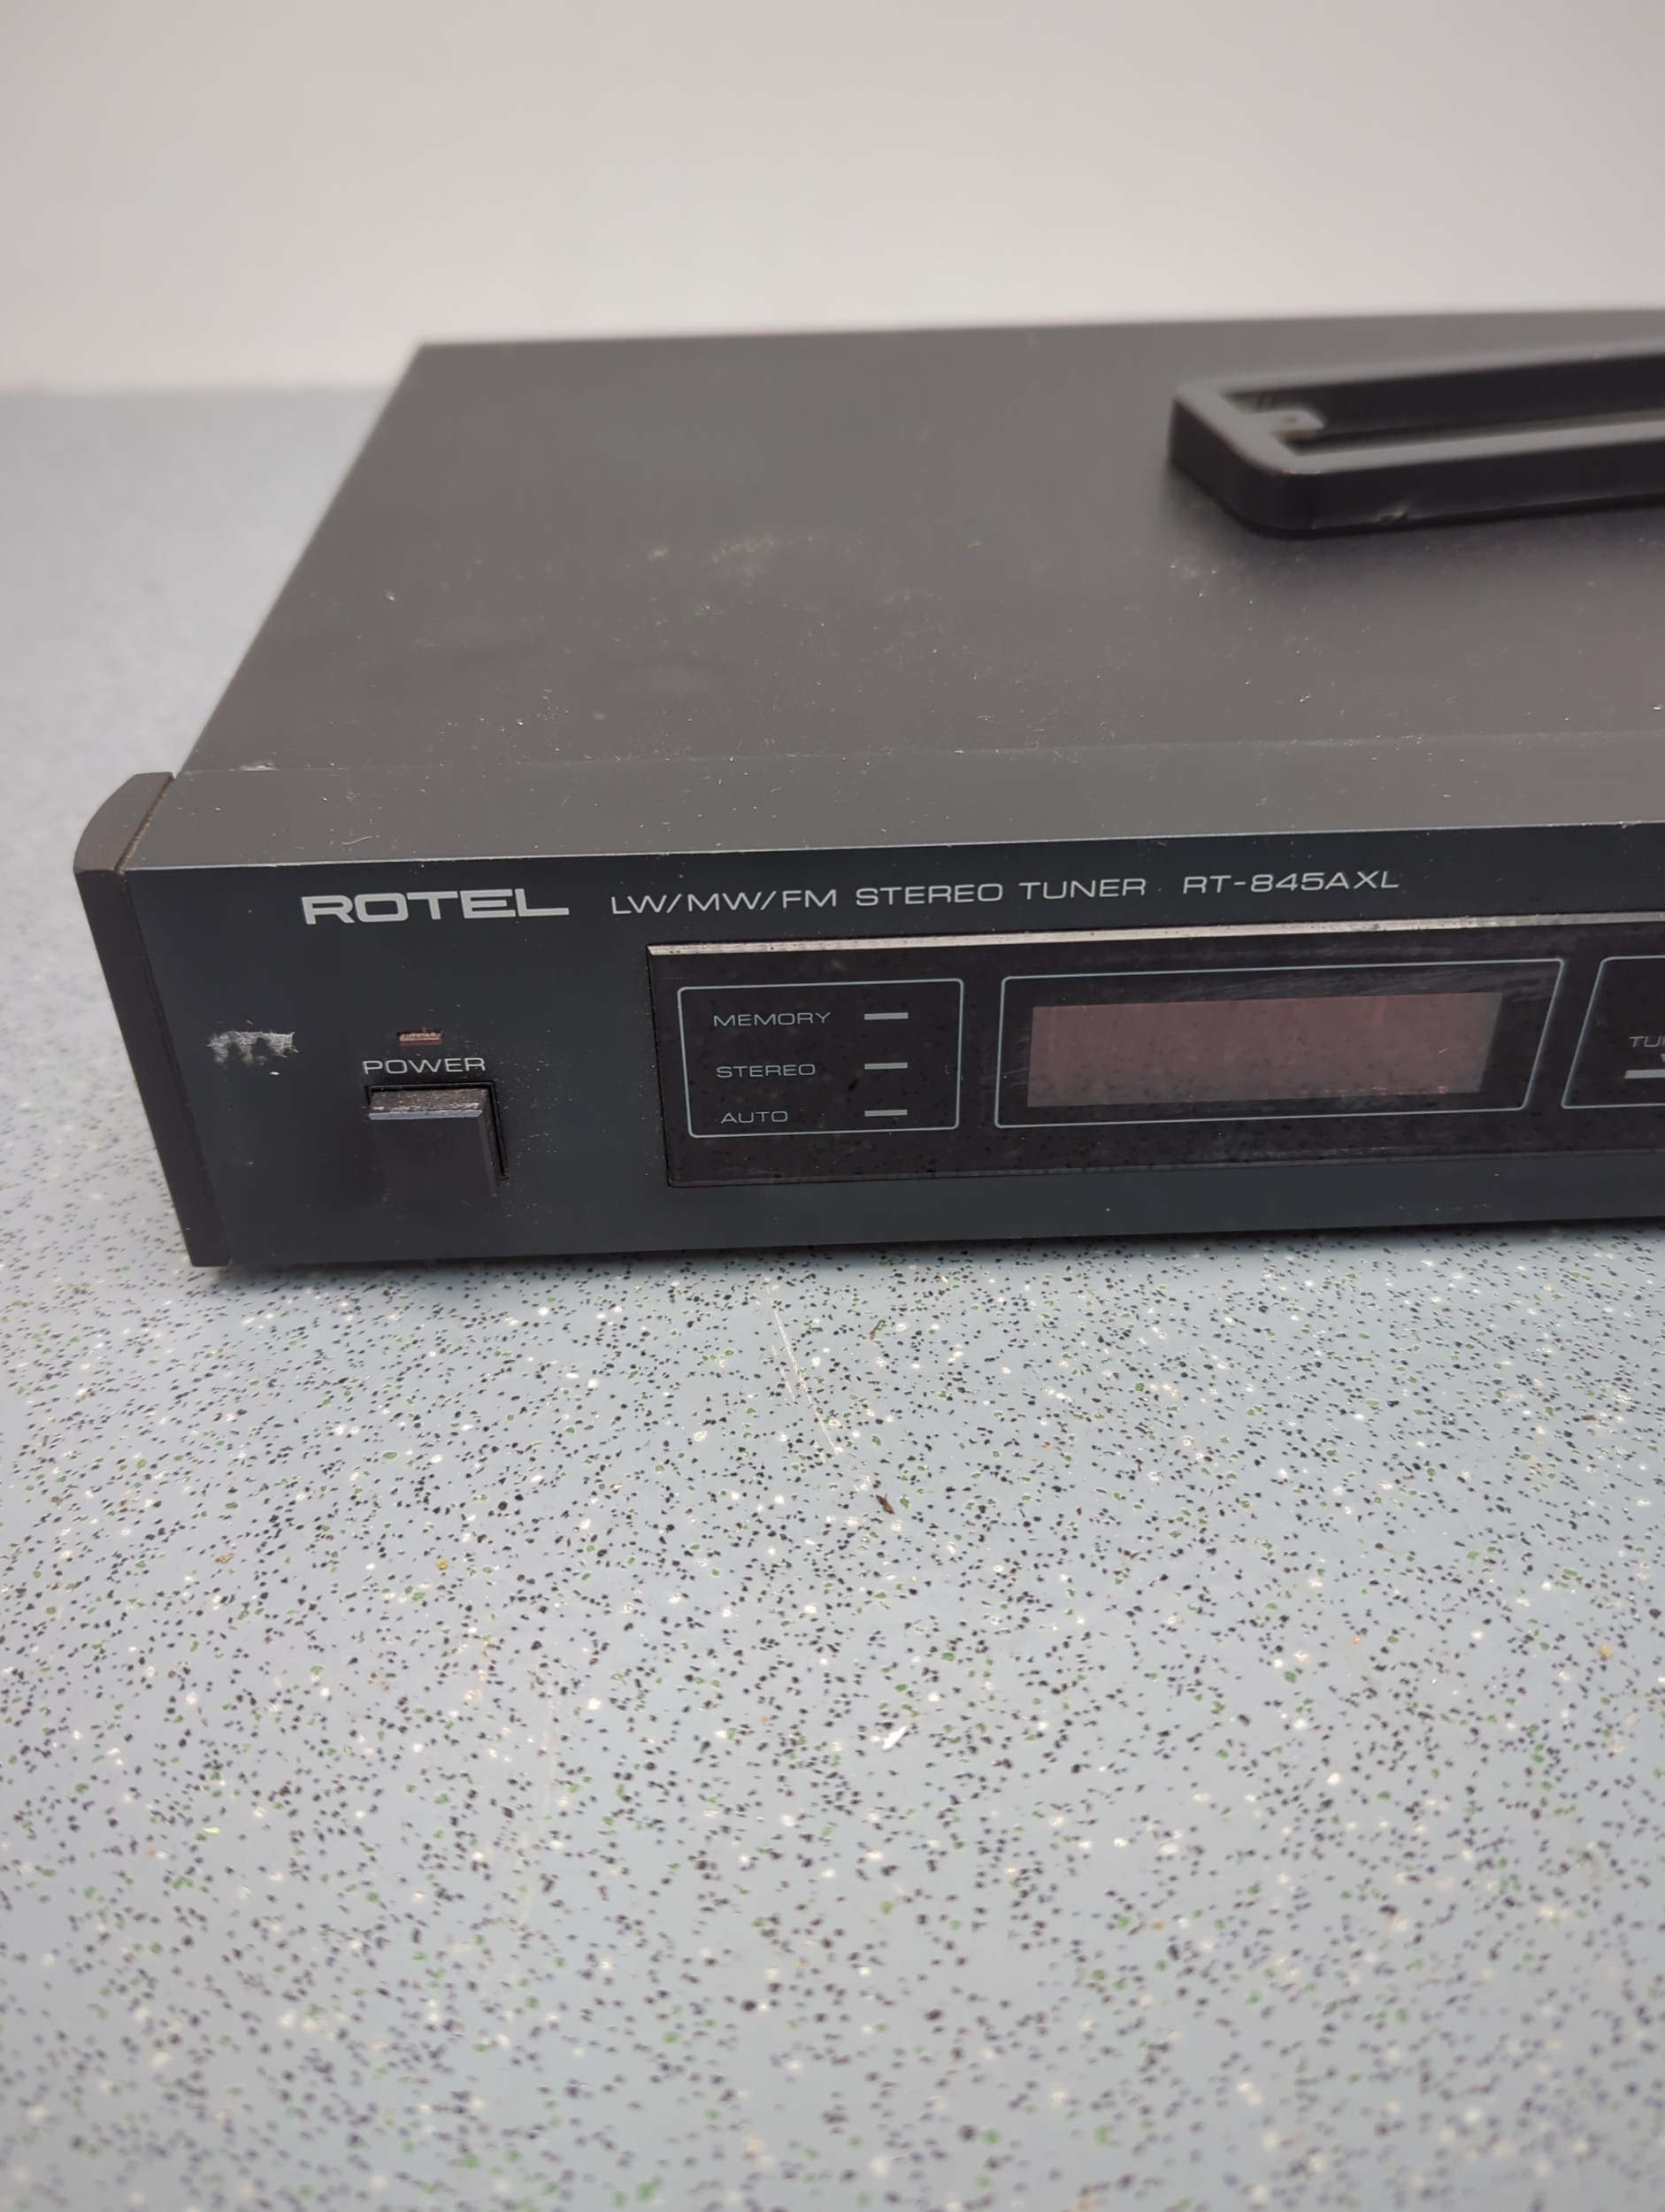 ROTEL LW/MW/FM STEREO TUNER RT-845AXL
POWER
MEMORY
STEREO
AUTO